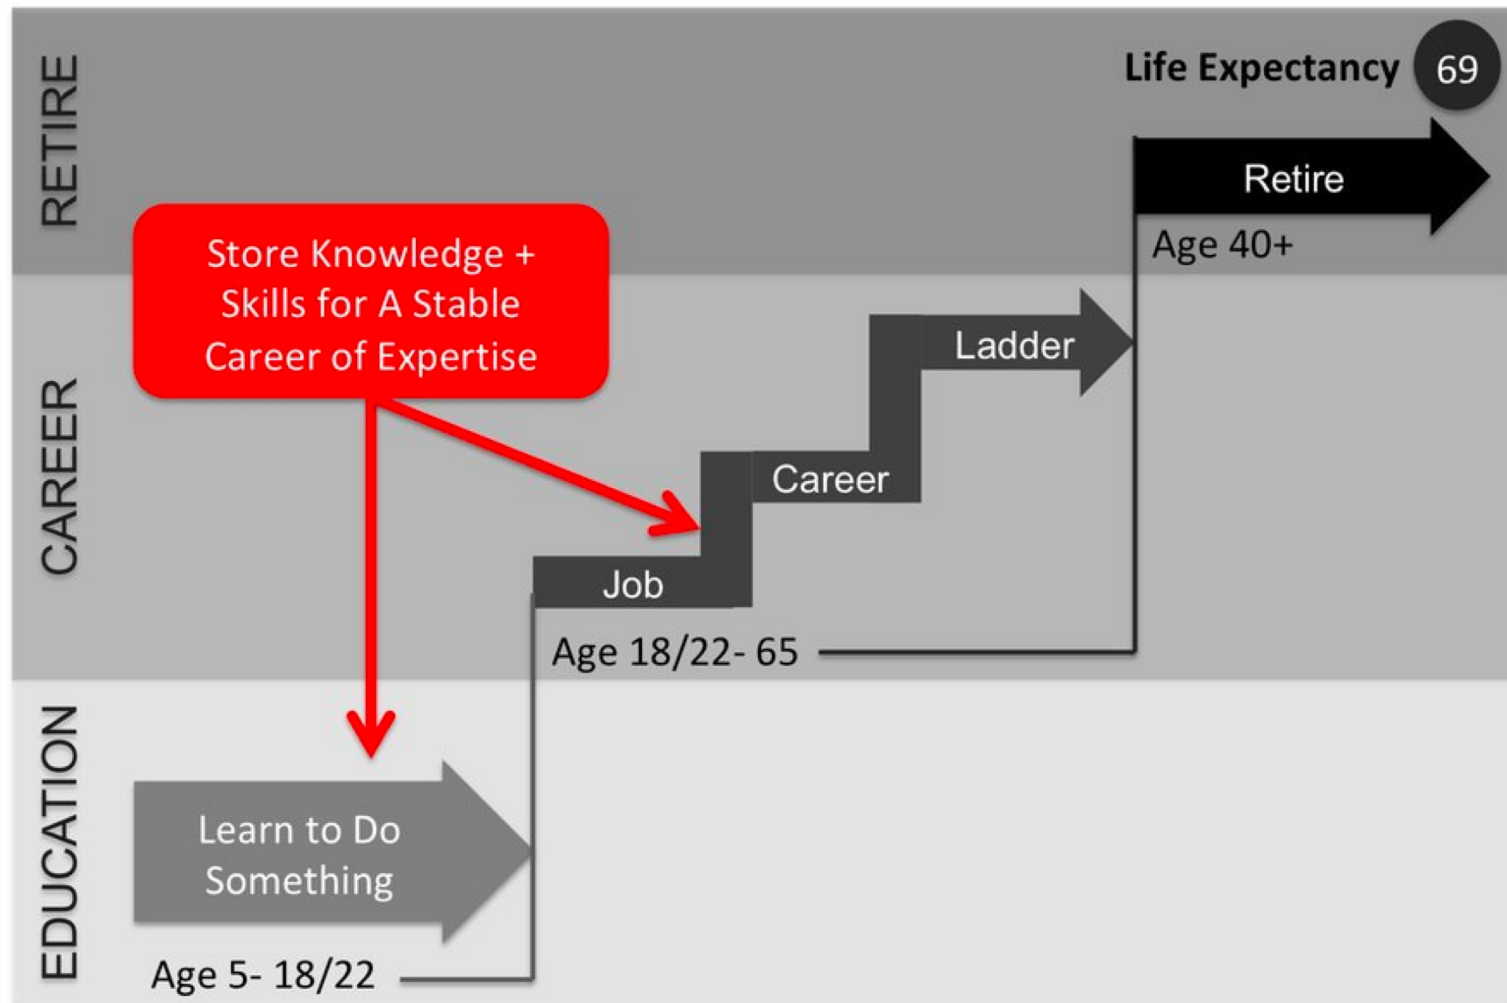 RETIRE
Life Expectancy 69
Retire
Age 40+
Store Knowledge +
Skills for A Stable
Career of Expertise
CAREER
Ladder
Career
Job
Age 18/22- 65
EDUCATION
Learn to Do
Something
Age 5- 18/22